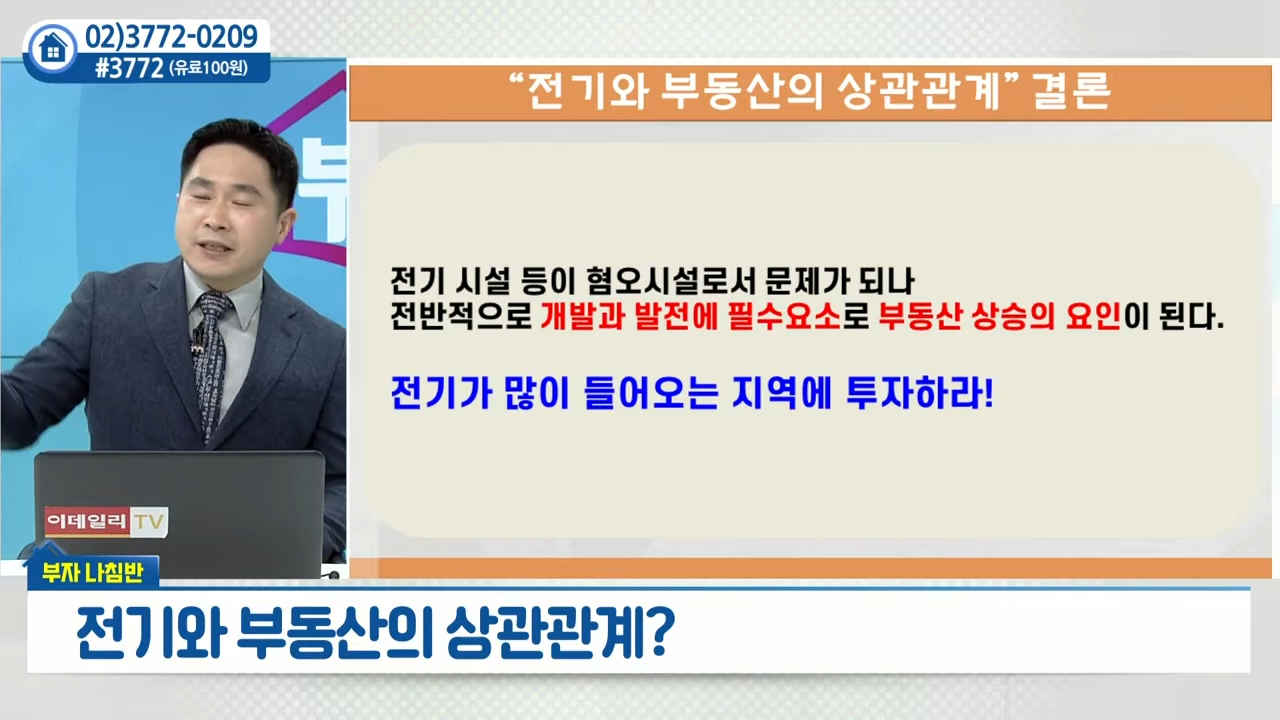 02)3772-0209
#3772 (유료100원)
“전기와 부동산의 상관관계” 결론
부
전기 시설 등이 혐오시설로서 문제가 되나
전반적으로 개발과 발전에 필수요소로 부동산 상승의 요인이 된다.
전기가 많이 들어오는 지역에 투자하라!
이데일리 TV
부자 나침반
전기와 부동산의 상관관계?